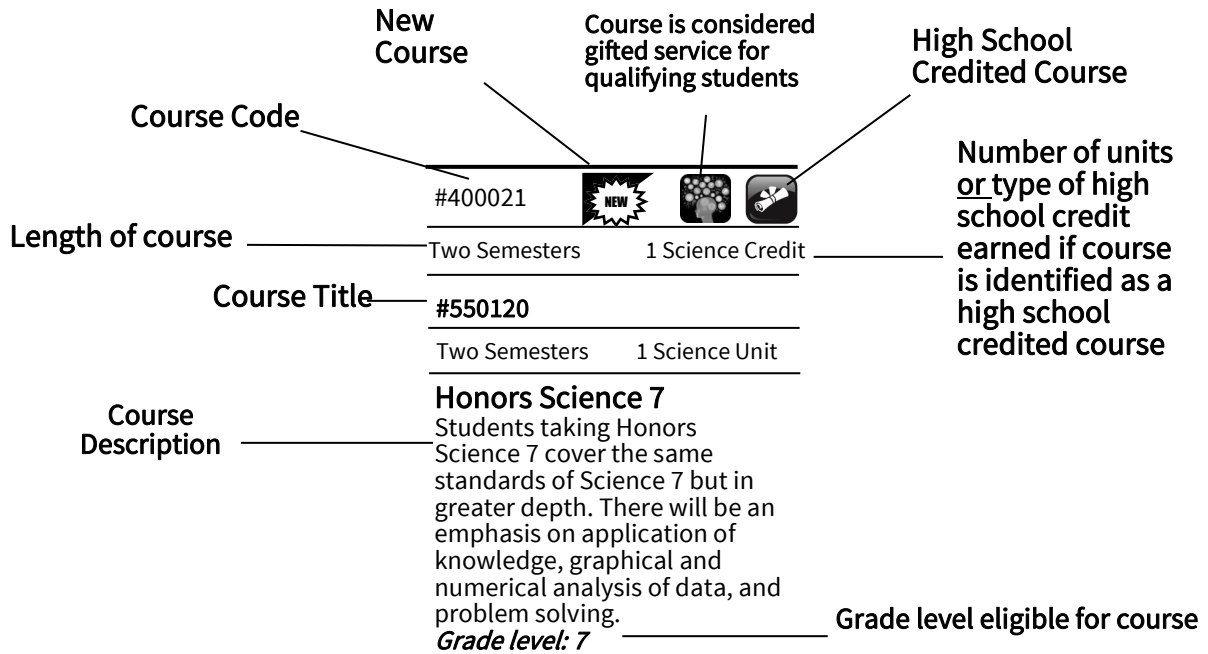 New
Course
Course is considered
gifted service for
qualifying students
High School
Credited Course
Course Code
Number of units
or type of high
school credit
earned if course
is identified as a
high school
credited course
#400021
NEW
Length of course
Two Semesters 1 Science Credit
Course Title
#550120
Two Semesters 1 Science Unit
Honors Science 7
Course
Description
Students taking Honors
Science 7 cover the same
standards of Science 7 but in
greater depth. There will be an
emphasis on application of
knowledge, graphical and
numerical analysis of data, and
problem solving.
Grade level: 7
Grade level eligible for course